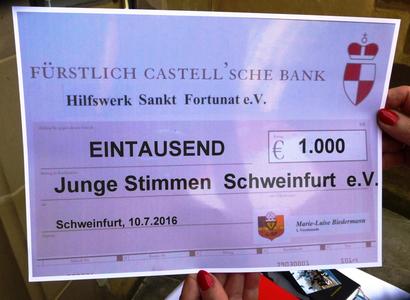 FÜRSTLICH CASTELL'SCHE BANK
Hilfswerk Sankt Fortunat e.V.
EINTAUSEND
€ 1.000
Junge Stimmen Schweinfurt e.V.
Schweinfurt, 10.7.2016
Marie-Luise Biedermann